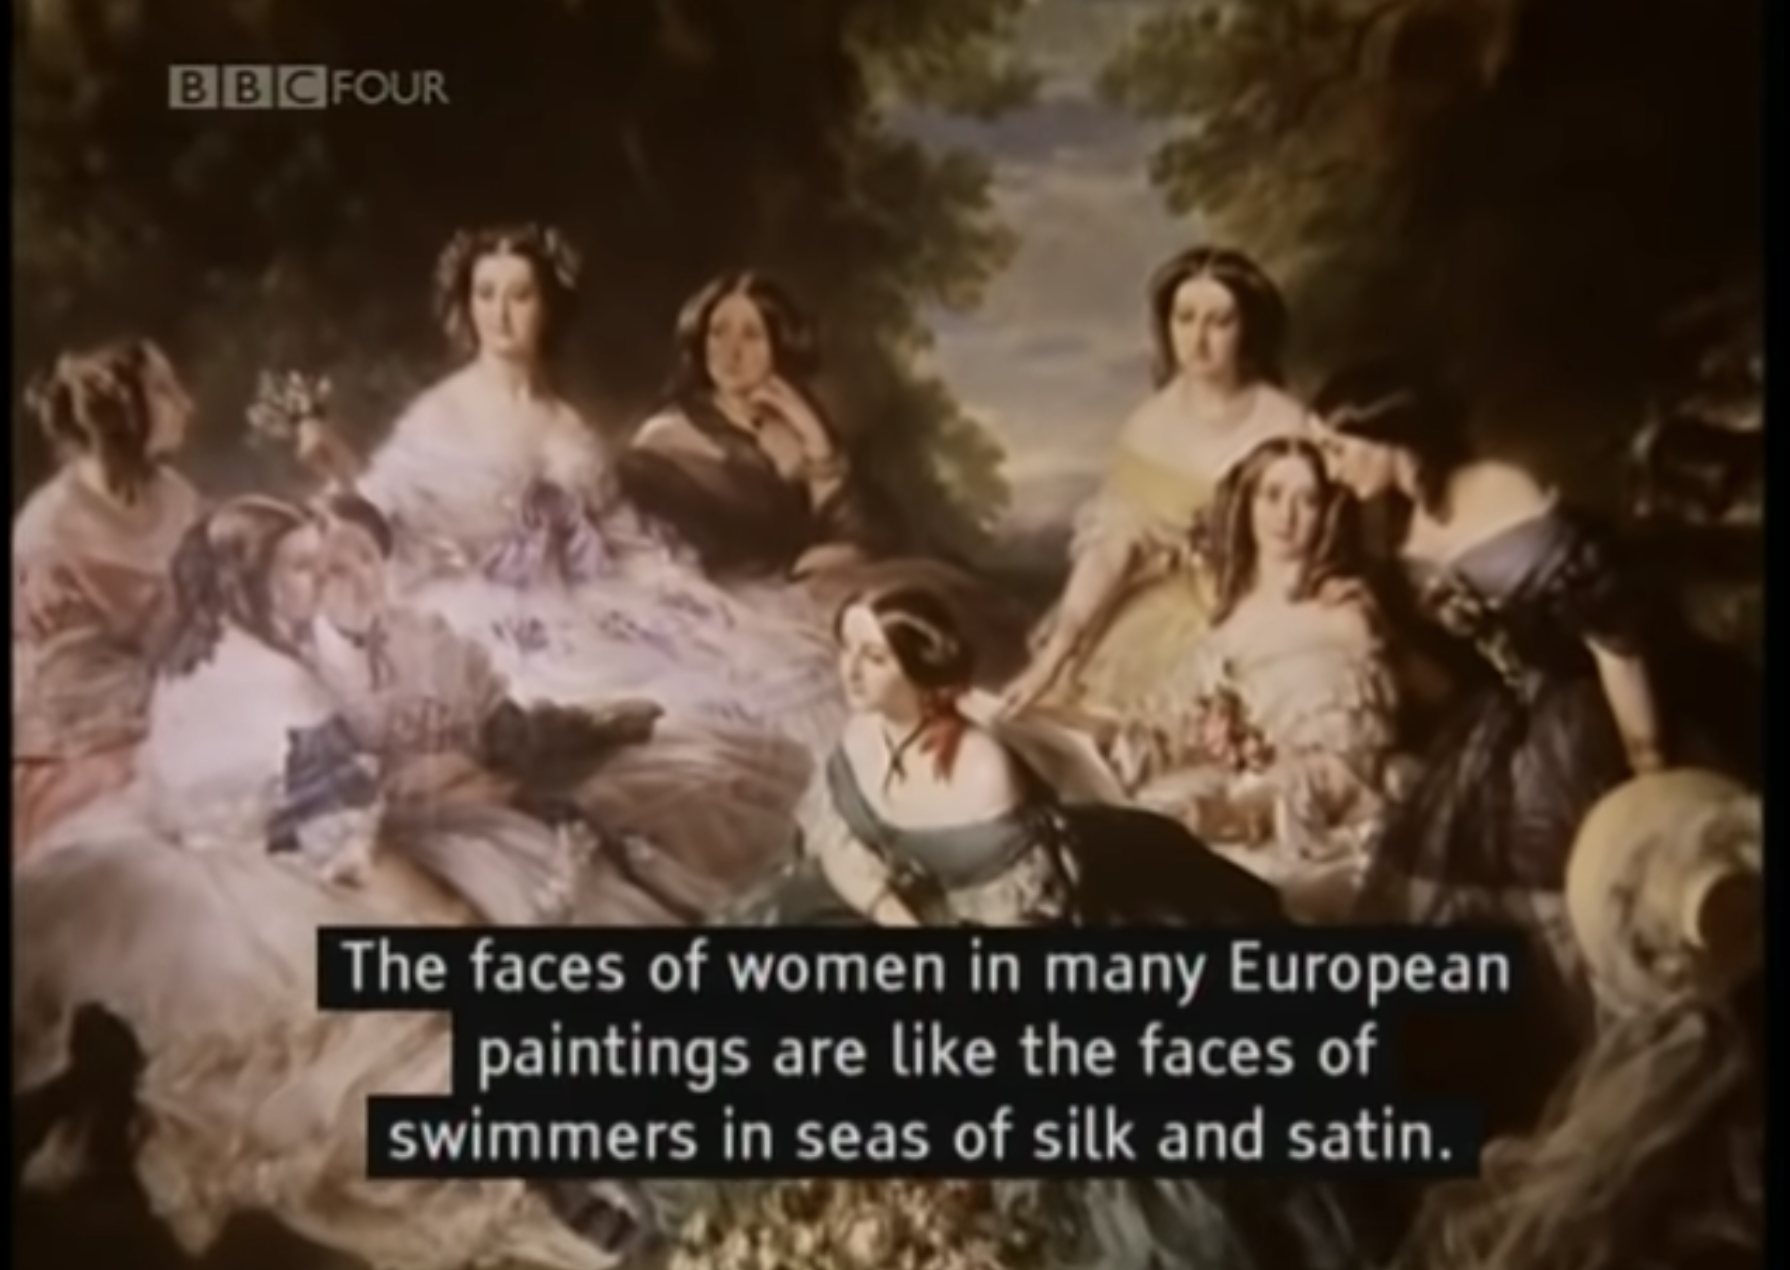 BBC FOUR
The faces of women in many European
paintings are like the faces of
swimmers in seas of silk and satin.